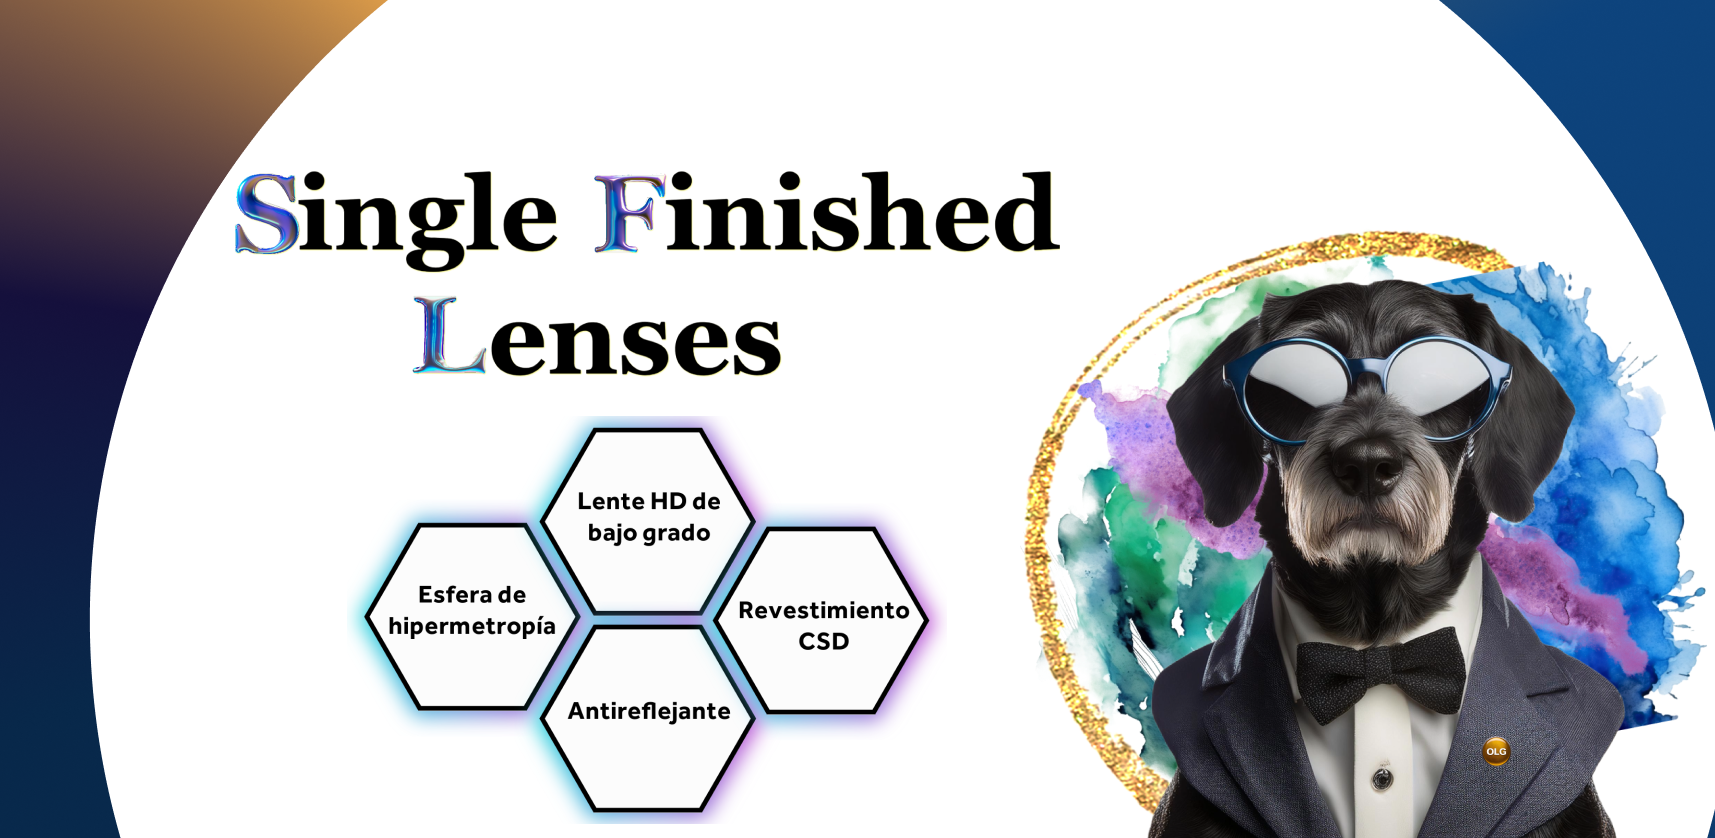 Single Finished
Lenses
Lente HD de
bajo grado
Esfera de
hipermetropía
Revestimiento
CSD
Antireflejante
OLG